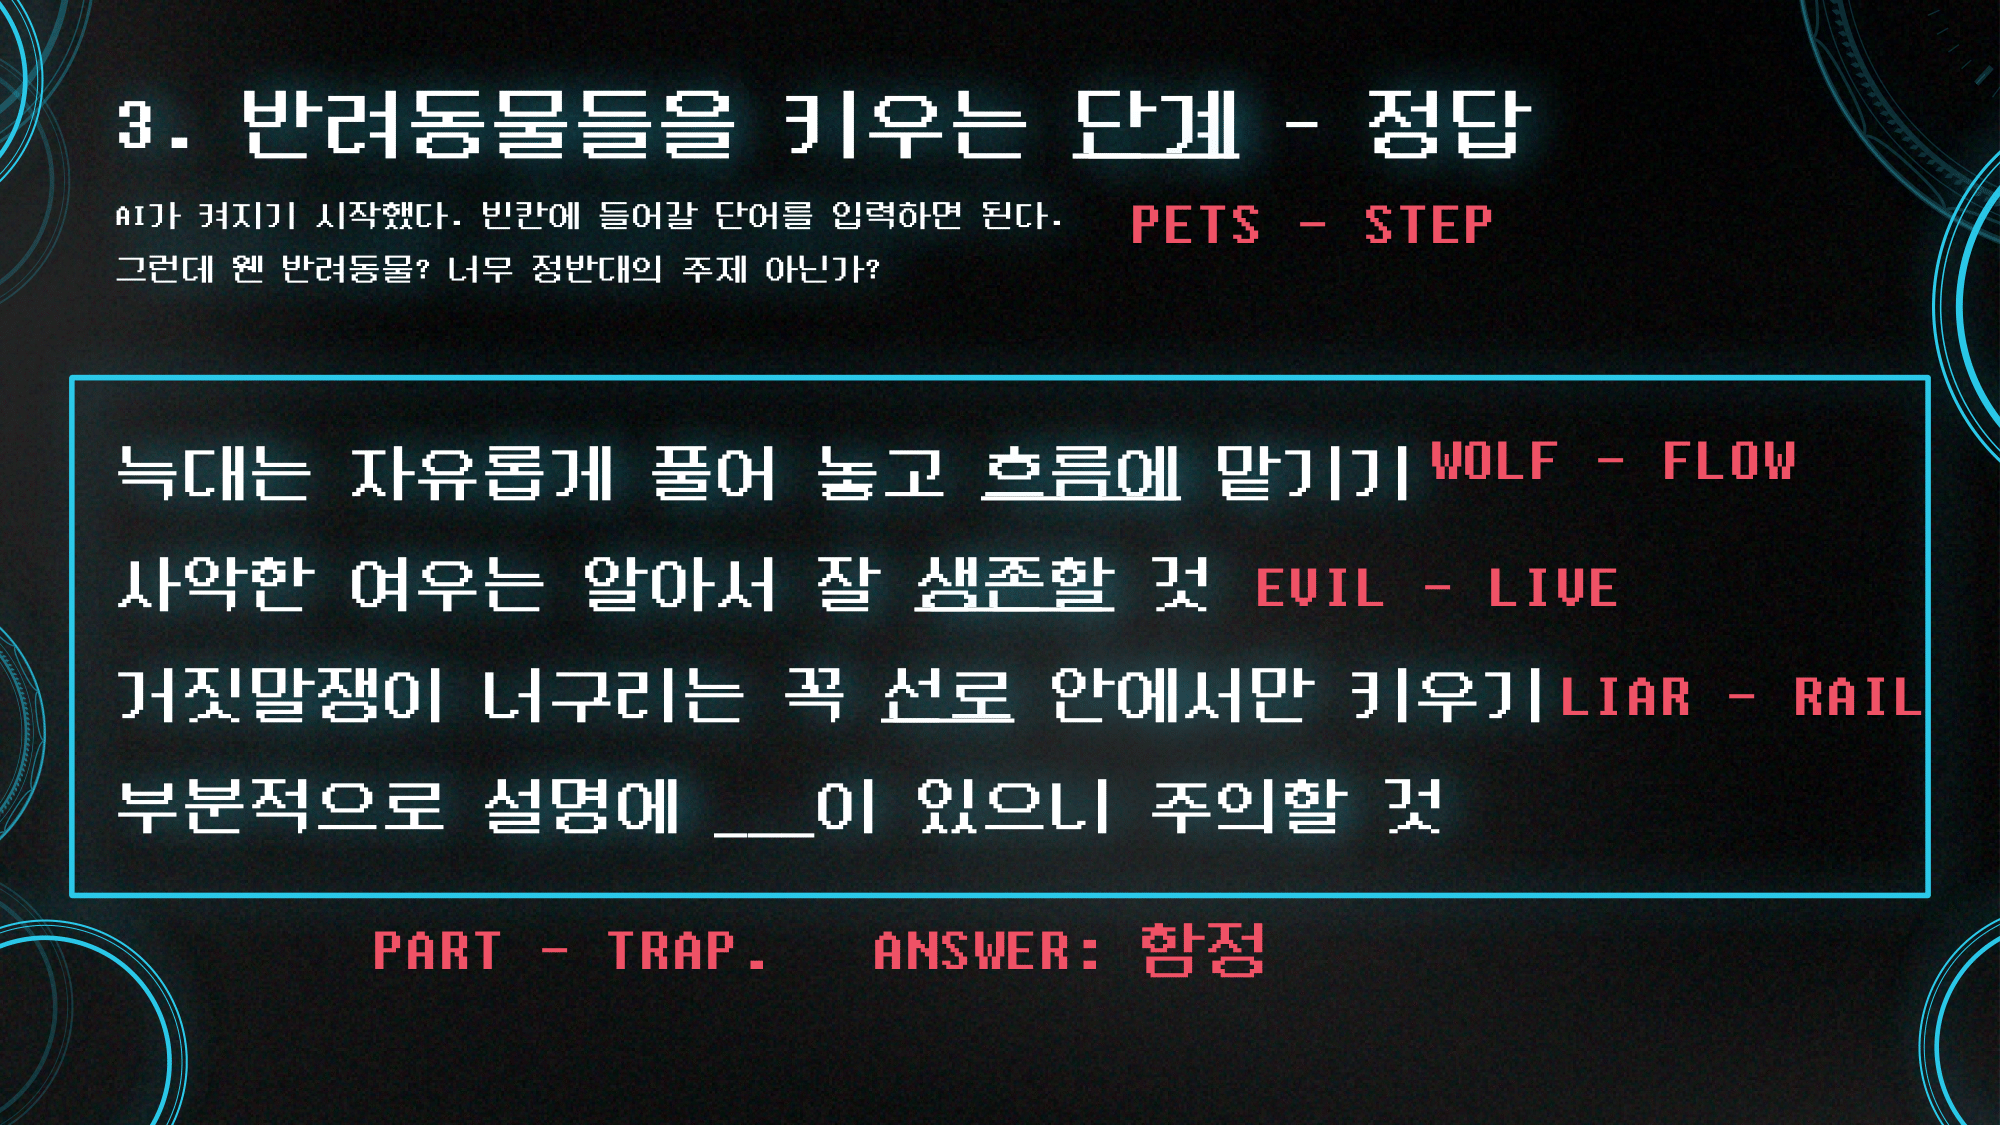 3. 반려동물들을 키우는 단계 - 정답
AI가 켜지기 시작했다. 빈칸에 들어갈 단어를 입력하면 된다.
PETS - STEP
그런데 웬 반려동물? 너무 정반대의 주제 아닌가?
늑대는 자유롭게 풀어 놓고 흐름에 맡기기 WOLF - FLOW
사악한 여우는 알아서 잘 생존할 것 EVIL - LIVE
거짓말쟁이 너구리는 꼭 선로 안에서만 키우기 LIAR - RAIL
부분적으로 설명에 ___이 있으니 주의할 것
PART - TRAP. ANSWER: 함정